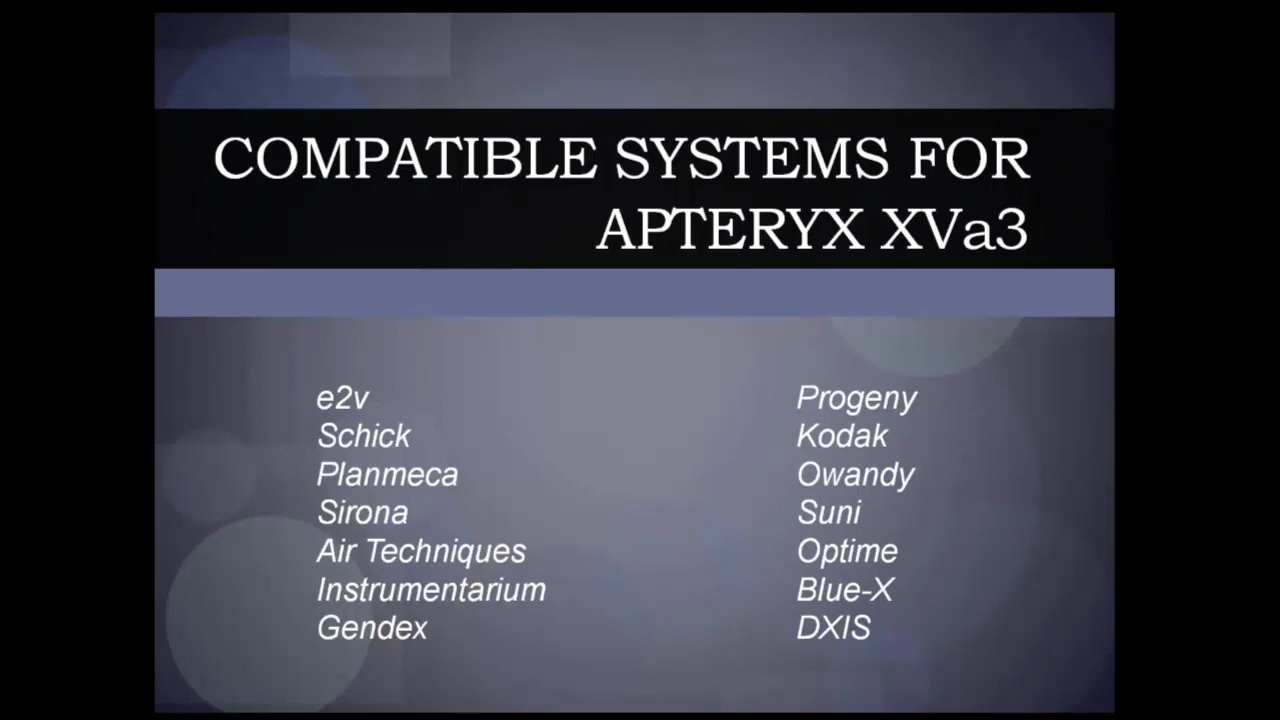 COMPATIBLE SYSTEMS FOR
APTERYX XVa3
e2v
Schick
Planmeca
Sirona
Air Techniques
Instrumentarium
Gendex
Progeny
Kodak
Owandy
Suni
Optime
Blue-X
DXIS